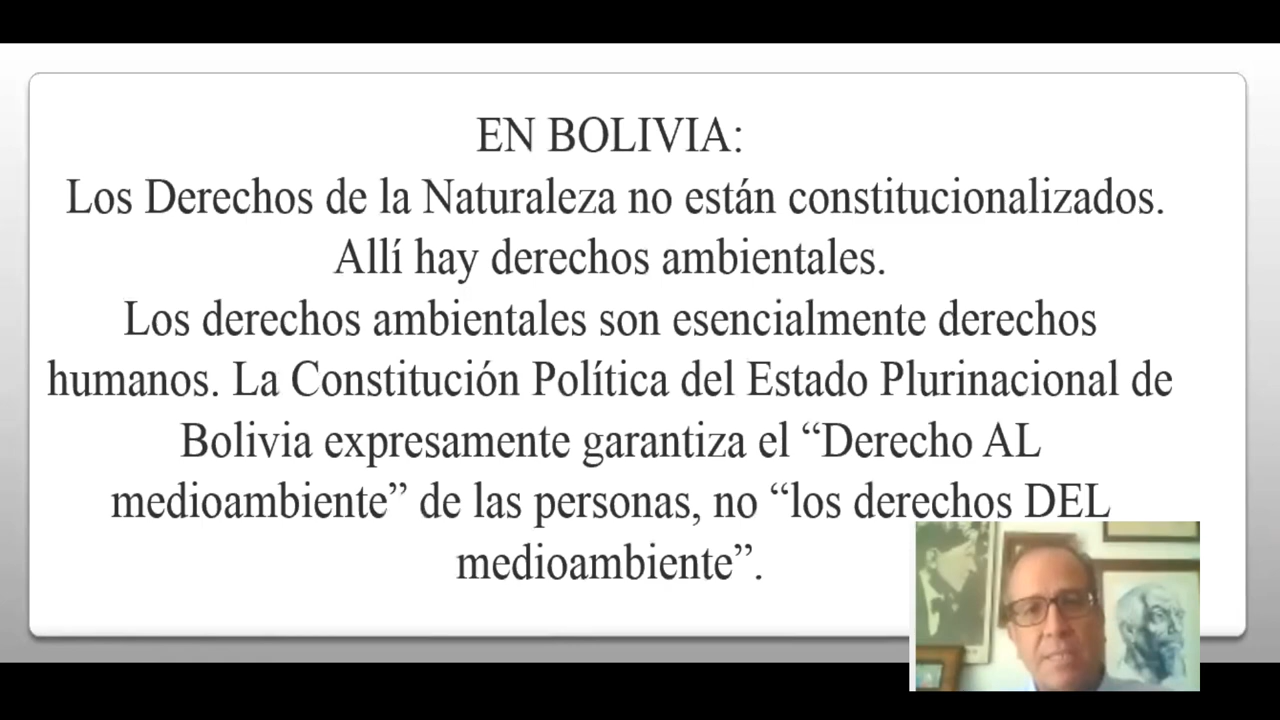 EN BOLIVIA:
Los Derechos de la Naturaleza no están constitucionalizados.
Allí hay derechos ambientales.
Los derechos ambientales son esencialmente derechos
humanos. La Constitución Política del Estado Plurinacional de
Bolivia expresamente garantiza el “Derecho AL
medioambiente” de las personas, no “los derechos DEL
medioambiente”.